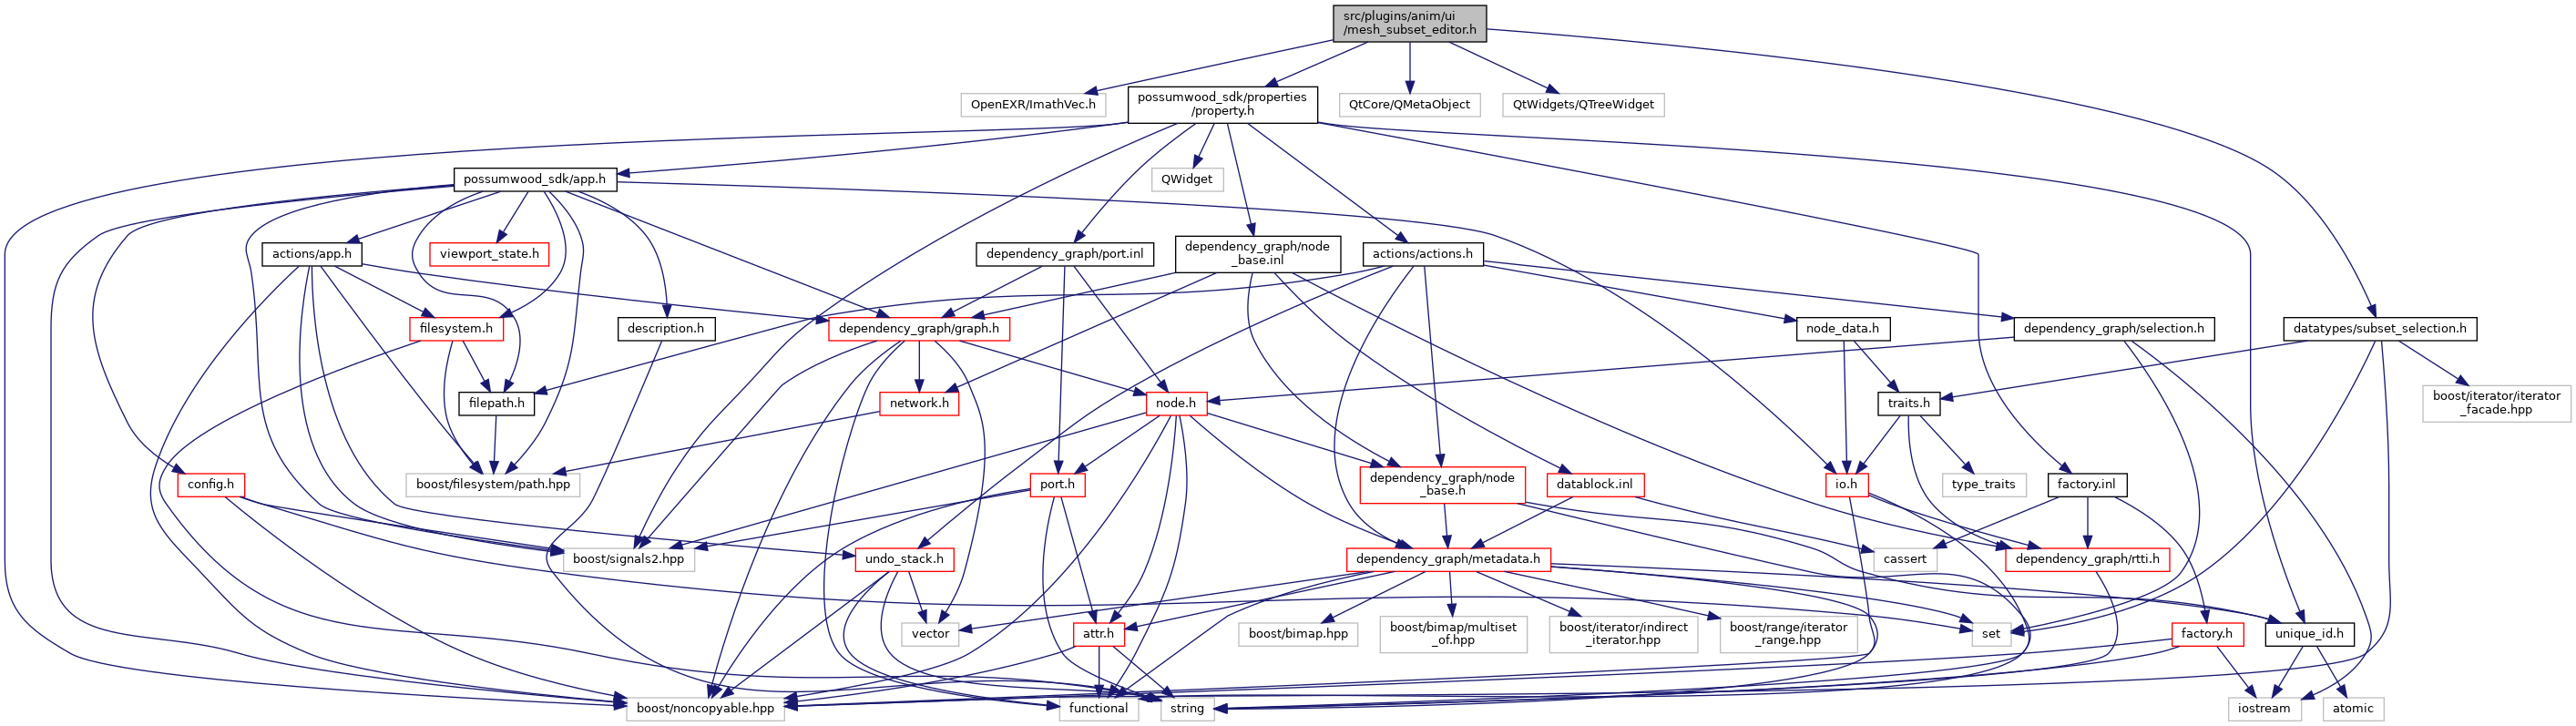 src/plugins/anim/ui
/mesh_subset_editor.h
OpenEXR/ImathVec.h
possumwood_sdk/properties
/property.h
QtCore/QMetaObject
QtWidgets/QTreeWidget
possumwood_sdk/app.h
QWidget
actions/app.h
viewport_state.h
dependency_graph/port.inl
dependency_graph/node
_base.inl
actions/actions.h
filesystem.h
description.h
dependency_graph/graph.h
node_data.h
dependency_graph/selection.h
datatypes/subset_selection.h
filepath.h
network.h
node.h
traits.h
boost/iterator/iterator
_facade.hpp
config.h
boost/filesystem/path.hpp
port.h
dependency_graph/node
_base.h
datablock.inl
io.h
type_traits
factory.inl
boost/signals2.hpp
undo_stack.h
dependency_graph/metadata.h
cassert
dependency_graph/rtti.h
vector
attr.h
boost/bimap.hpp
boost/bimap/multiset
_of.hpp
boost/iterator/indirect
_iterator.hpp
boost/range/iterator
_range.hpp
set
factory.h
unique_id.h
boost/noncopyable.hpp
functional
string
iostream
atomic